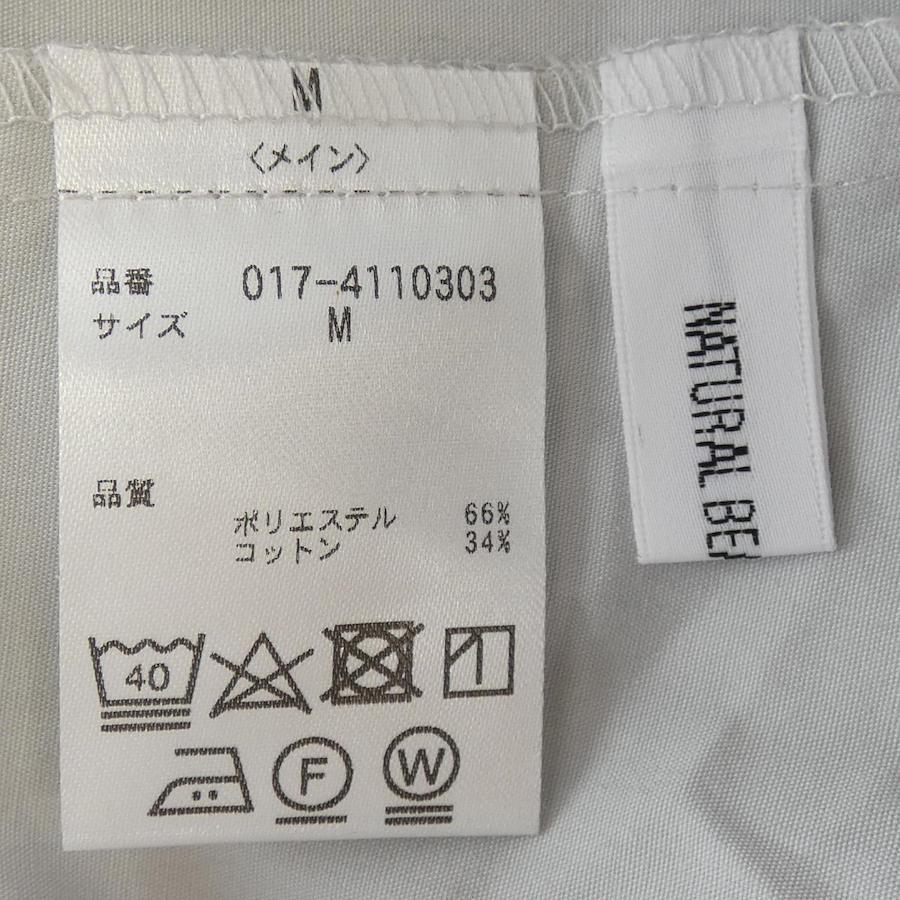 M
〈メイン〉
品番 017-4110303
サイズ M
品質
ポリエステル 66%
コットン 34%
40
F
W
NATURAL